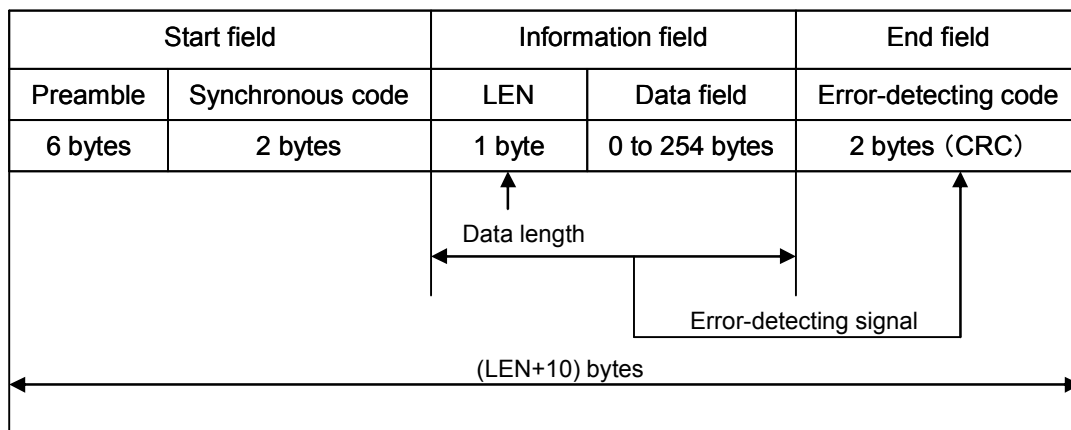 Start field Information field End field
Preamble Synchronous code LEN Data field Error-detecting code
6 bytes 2 bytes 1 byte 0 to 254 bytes 2 bytes (CRC)
Data length
Error-detecting signal
(LEN+10) bytes